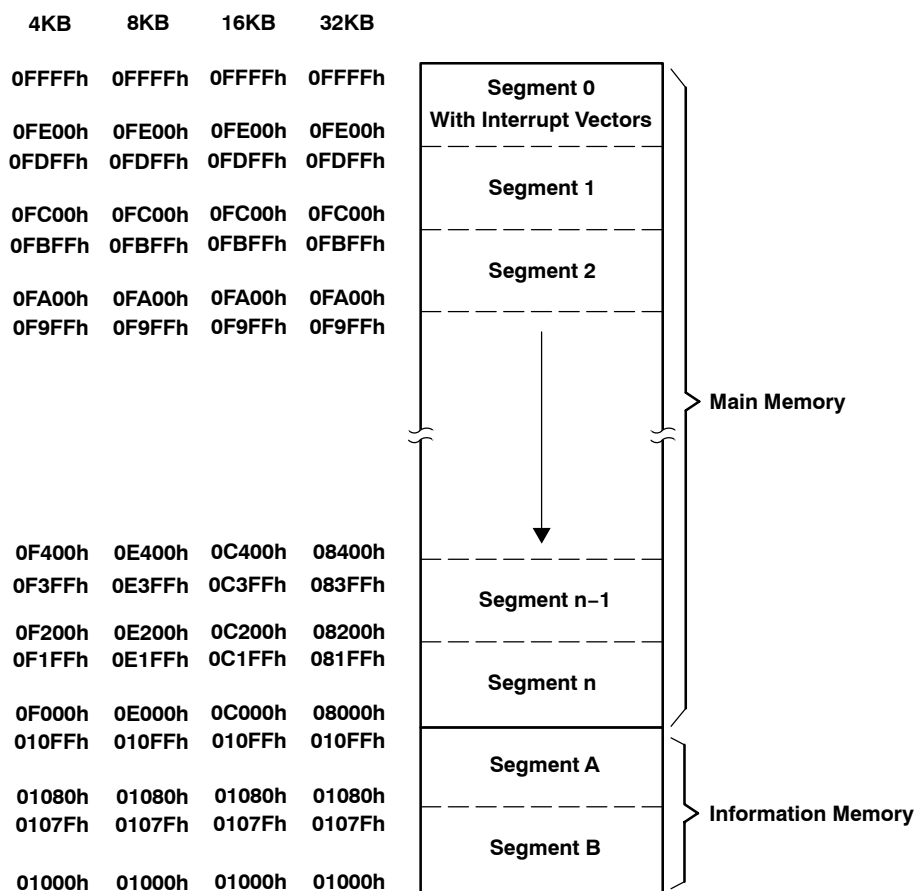 4KB 8KB 16KB 32KB
0FFFFh 0FFFFh 0FFFFh 0FFFFh
Segment 0
With Interrupt Vectors
0FE00h 0FE00h 0FE00h 0FE00h
0FDFFh 0FDFFh 0FDFFh 0FDFFh
Segment 1
0FC00h 0FC00h 0FC00h 0FC00h
0FBFFh 0FBFFh 0FBFFh 0FBFFh
Segment 2
0FA00h 0FA00h 0FA00h 0FA00h
0F9FFh 0F9FFh 0F9FFh 0F9FFh
Main Memory
0F400h 0E400h 0C400h 08400h
0F3FFh 0E3FFh 0C3FFh 083FFh
Segment n−1
0F200h 0E200h 0C200h 08200h
0F1FFh 0E1FFh 0C1FFh 081FFh
Segment n
0F000h 0E000h 0C000h 08000h
010FFh 010FFh 010FFh 010FFh
Segment A
01080h 01080h 01080h 01080h
0107Fh 0107Fh 0107Fh 0107Fh
Information Memory
Segment B
01000h 01000h 01000h 01000h